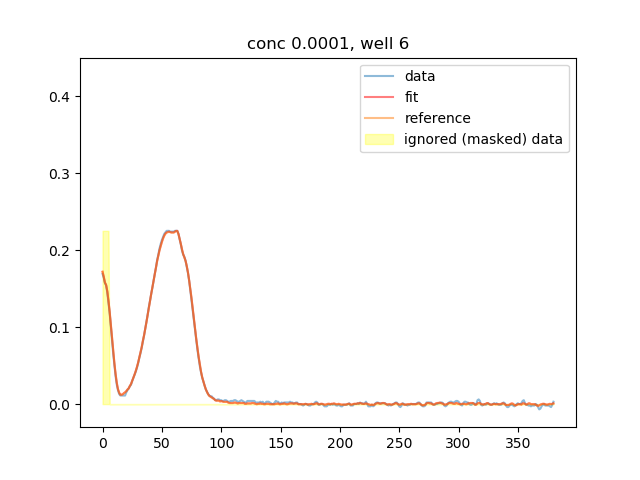 conc 0.0001, well 6
data
fit
reference
ignored (masked) data
0.4
0.3
0.2
0.1
0.0
0 50 100 150 200 250 300 350